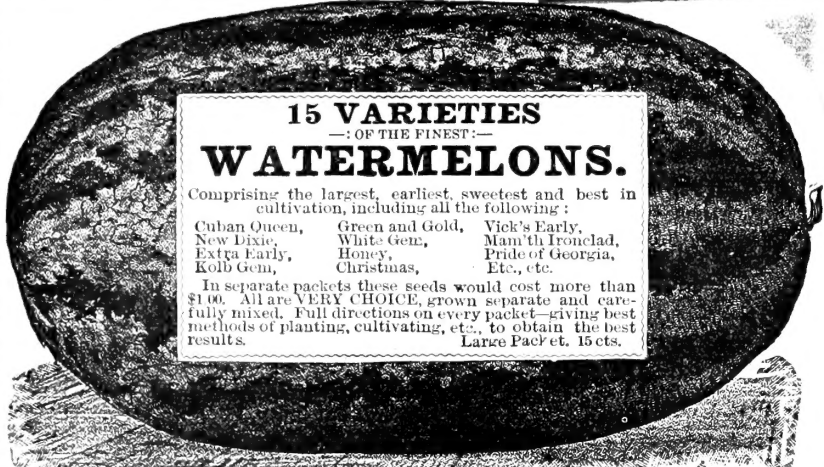 15 VARIETIES
—: OF THE FINEST :—
WATERMELONS.
Comprising the largest, earliest, sweetest and best in
cultivation, including all the following :
Cuban Queen, Green and Gold, Vick's Early,
New Dixie, White Gem, Mam'th Ironclad,
Extra Early, Honey, Pride of Georgia,
Kolb Gem, Christmas, Etc., etc.
In separate packets these seeds would cost more than
$1.00. All are VERY CHOICE, grown separate and care-
fully mixed. Full directions on every packet—giving best
methods of planting, cultivating, etc., to obtain the best
results. Large Packet. 15 cts.